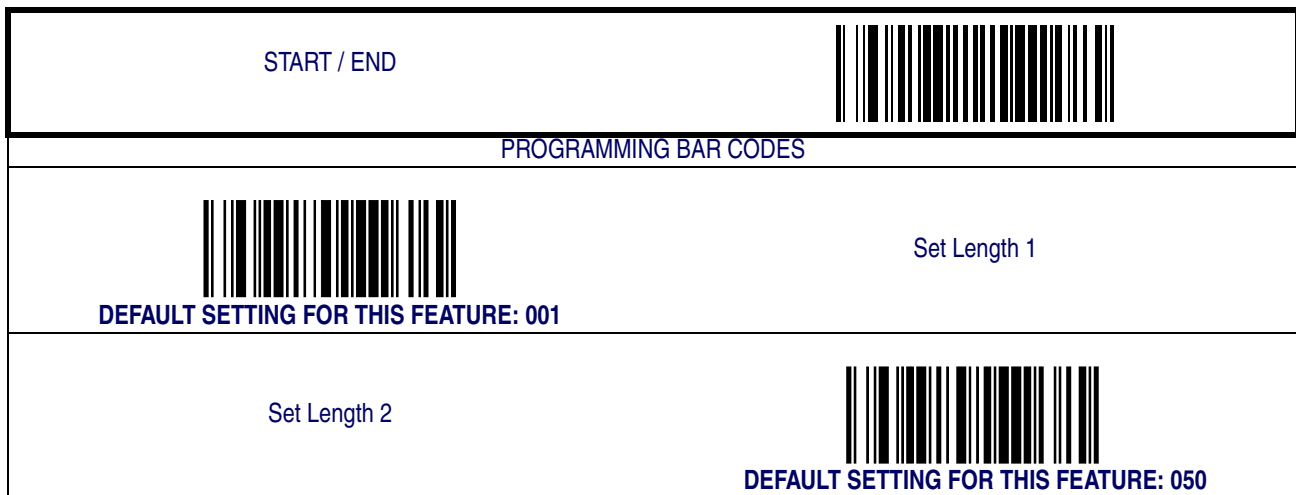 START / END
PROGRAMMING BAR CODES
Set Length 1
DEFAULT SETTING FOR THIS FEATURE: 001
Set Length 2
DEFAULT SETTING FOR THIS FEATURE: 050